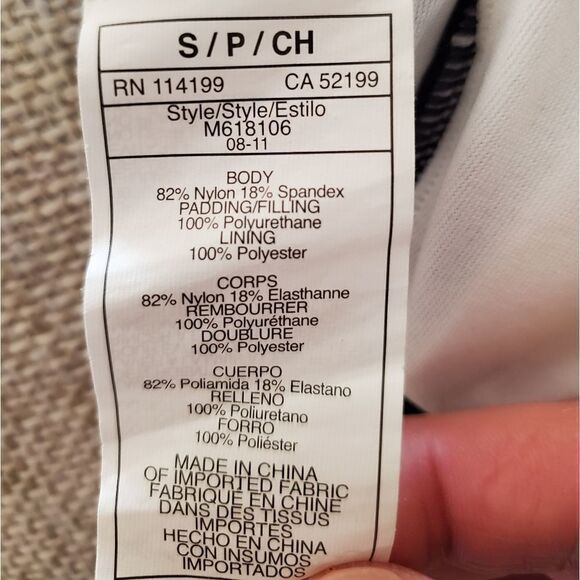 S / P / CH
RN 114199 CA 52199
Style/Style/Estilo
M618106
08-11
BODY
82% Nylon 18% Spandex
PADDING/FILLING
100% Polyurethane
LINING
100% Polyester
CORPS
82% Nylon 18% Elasthanne
REMBOURRER
100% Polyuréthane
DOUBLURE
100% Polyester
CUERPO
82% Poliamida 18% Elastano
RELLENO
100% Poliuretano
FORRO
100% Poliéster
MADE IN CHINA
OF IMPORTED FABRIC
FABRIQUÉ EN CHINE
DANS DES TISSUS
IMPORTES
HECHO EN CHINA
CON INSUMOS
IMPORTADOS